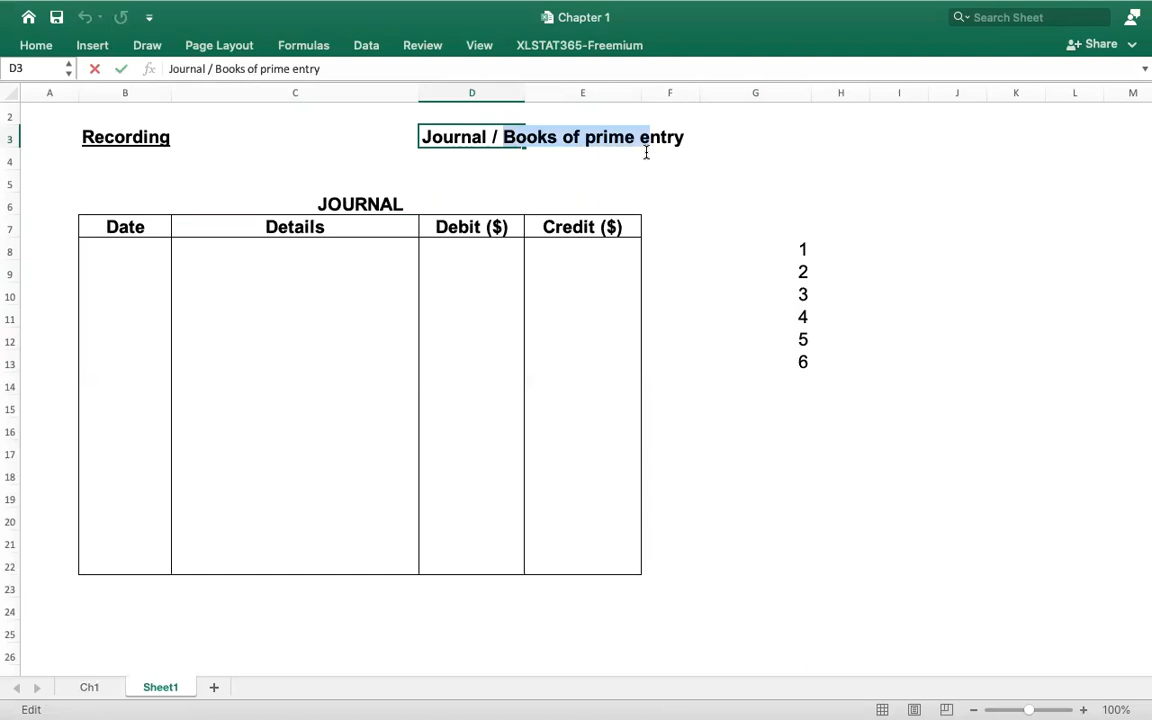 Chapter 1
Search Sheet
Home Insert Draw Page Layout Formulas Data Review View XLSTAT365-Freemium Share
D3 fx Journal / Books of prime entry
A B C D E F G H I J K L M
2
3 Recording Journal / Books of prime entry
4
5
6 JOURNAL
7 Date Details Debit ($) Credit ($)
8 1
9 2
10 3
11 4
12 5
13 6
14
15
16
17
18
19
20
21
22
23
24
25
26
Ch1 Sheet1
Edit 100%